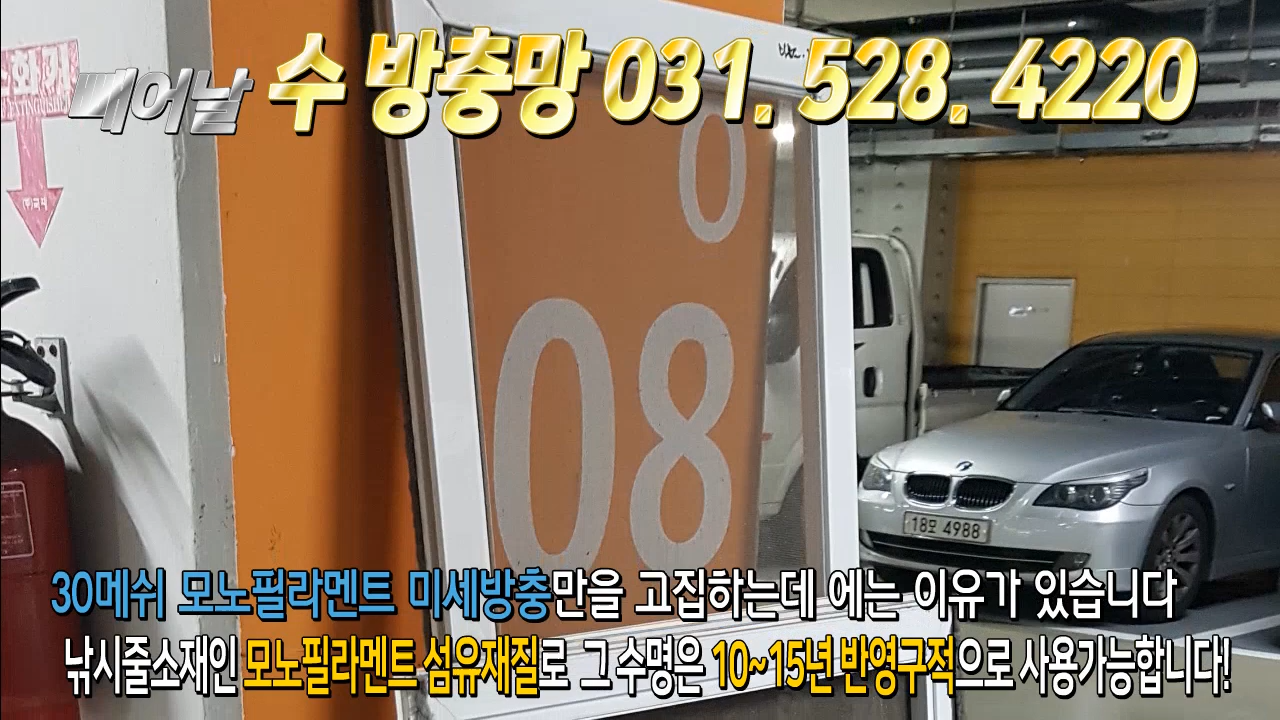 빼어날 수 방충망 031. 528. 4220
0
08
18모 4988
30메쉬 모노필라멘트 미세방충만을 고집하는데 에는 이유가 있습니다
낚시줄소재인 모노필라멘트 섬유재질로 그 수명은 10~15년 반영구적으로 사용가능합니다!